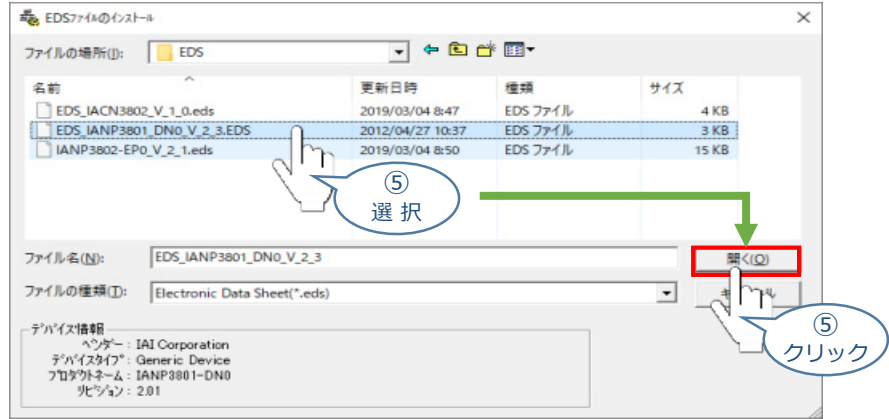 EDSファイルのインストール
ファイルの場所(I): EDS
名前 更新日時 種類 サイズ
EDS_IACN3802_V_1_0.eds 2019/03/04 8:47 EDS ファイル 4 KB
EDS_IANP3801_DN0_V_2_3.EDS 2012/04/27 10:37 EDS ファイル 3 KB
IANP3802-EP0_V_2_1.eds 2019/03/04 8:50 EDS ファイル 15 KB
⑤
選 択
ファイル名(N): EDS_IANP3801_DN0_V_2_3 開く(O)
ファイルの種類(T): Electronic Data Sheet(*.eds)
デバイス情報
ベンダー : IAI Corporation
デバイスタイプ : Generic Device
プロダクトネーム : IANP3801-DN0
リビジョン : 2.01
⑤
クリック